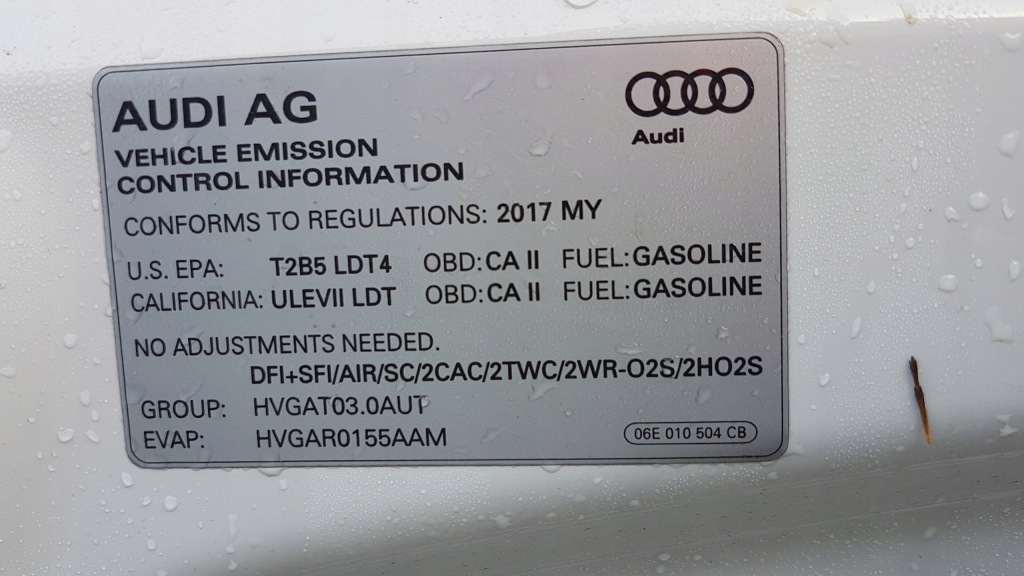 AUDI AG
Audi
VEHICLE EMISSION
CONTROL INFORMATION
CONFORMS TO REGULATIONS: 2017 MY
U.S. EPA: T2B5 LDT4 OBD: CA II FUEL: GASOLINE
CALIFORNIA: ULEVII LDT OBD: CA II FUEL: GASOLINE
NO ADJUSTMENTS NEEDED.
DFI+SFI/AIR/SC/2CAC/2TWC/2WR-O2S/2HO2S
GROUP: HVGAT03.0AUT
EVAP: HVGAR0155AAM
06E 010 504 CB